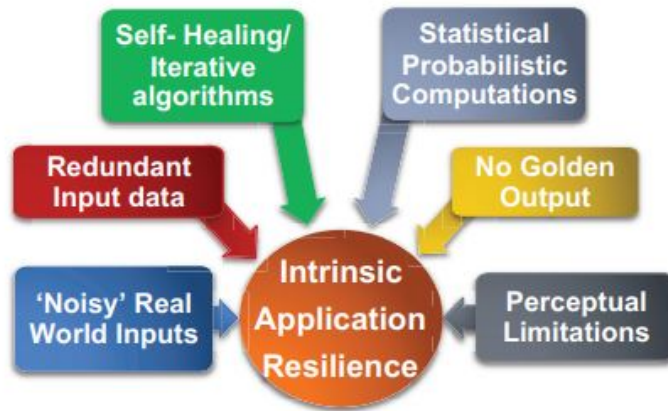 Self- Healing/
Iterative
algorithms
Statistical
Probabilistic
Computations
Redundant
Input data
No Golden
Output
‘Noisy’ Real
World Inputs
Intrinsic
Application
Resilience
Perceptual
Limitations